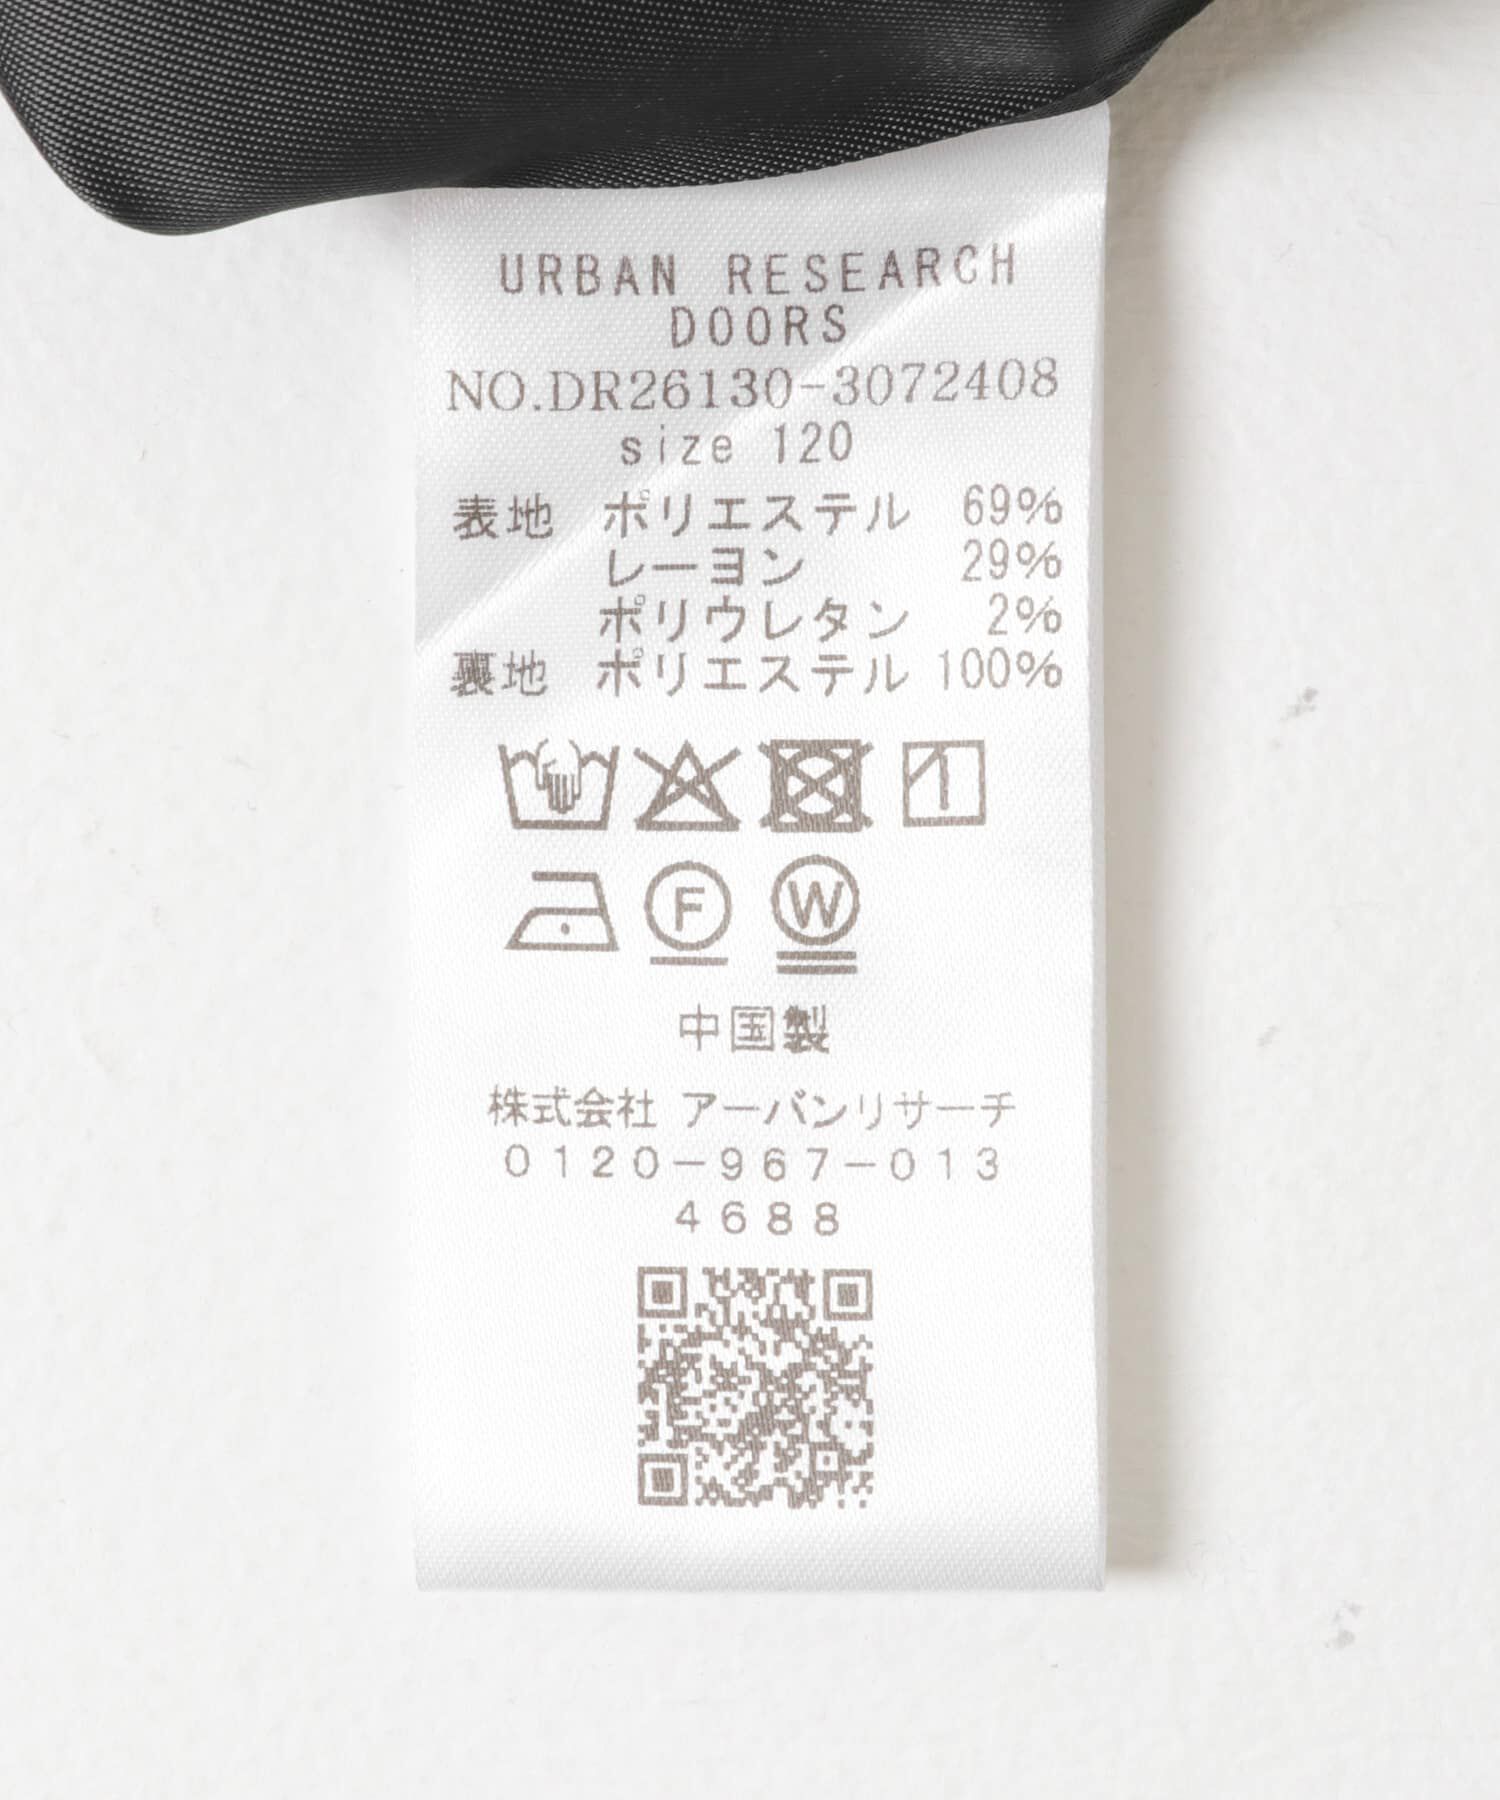 URBAN RESEARCH
DOORS
NO.DR26130-3072408
size 120
表地 ポリエステル 69%
レーヨン 29%
ポリウレタン 2%
裏地 ポリエステル 100%
F W
中国製
株式会社 アーバンリサーチ
0120-967-013
4688